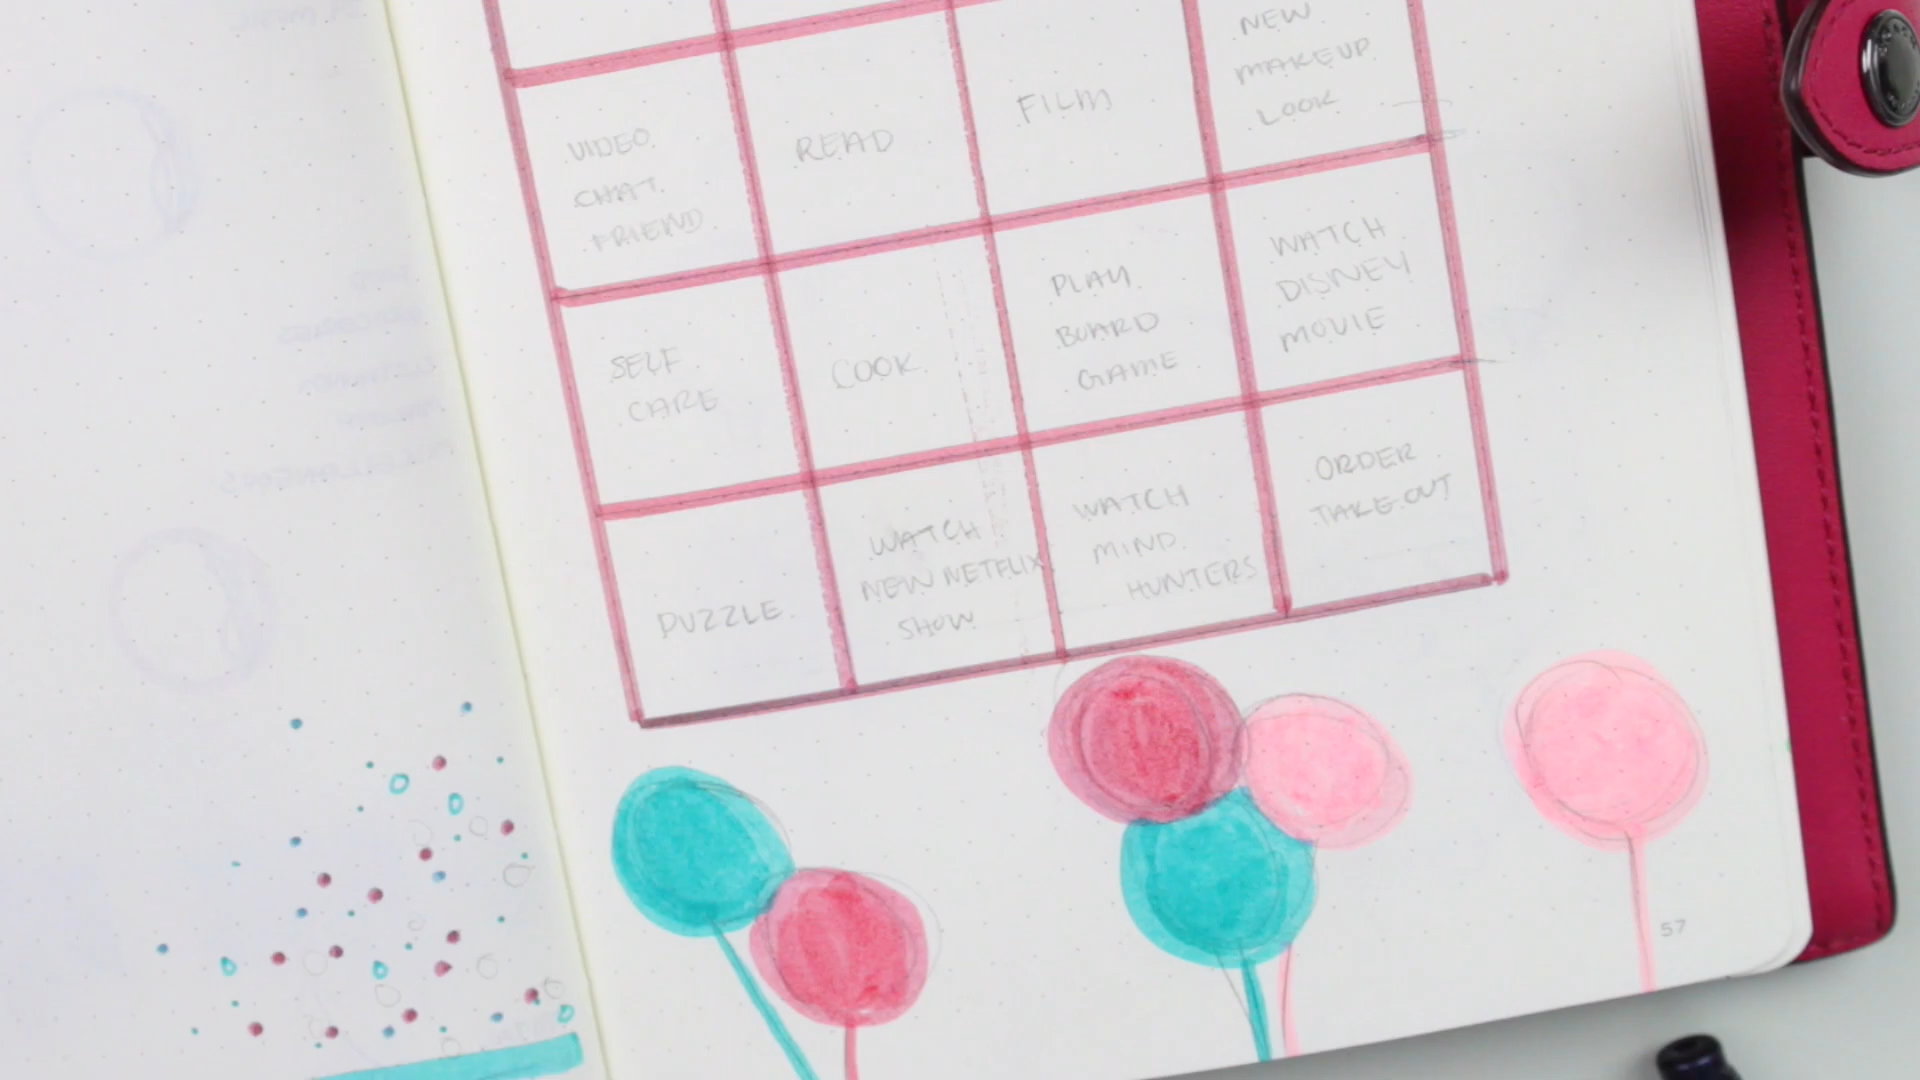 NEW
MAKEUP
LOOK
VIDEO
CHAT
FRIEND
READ
FILM
SELF
CARE
COOK
PLAY
BOARD
GAME
WATCH
DISNEY
MOVIE
PUZZLE
WATCH
NEW NETFLIX
SHOW
WATCH
MIND
HUNTERS
ORDER
TAKE OUT
57